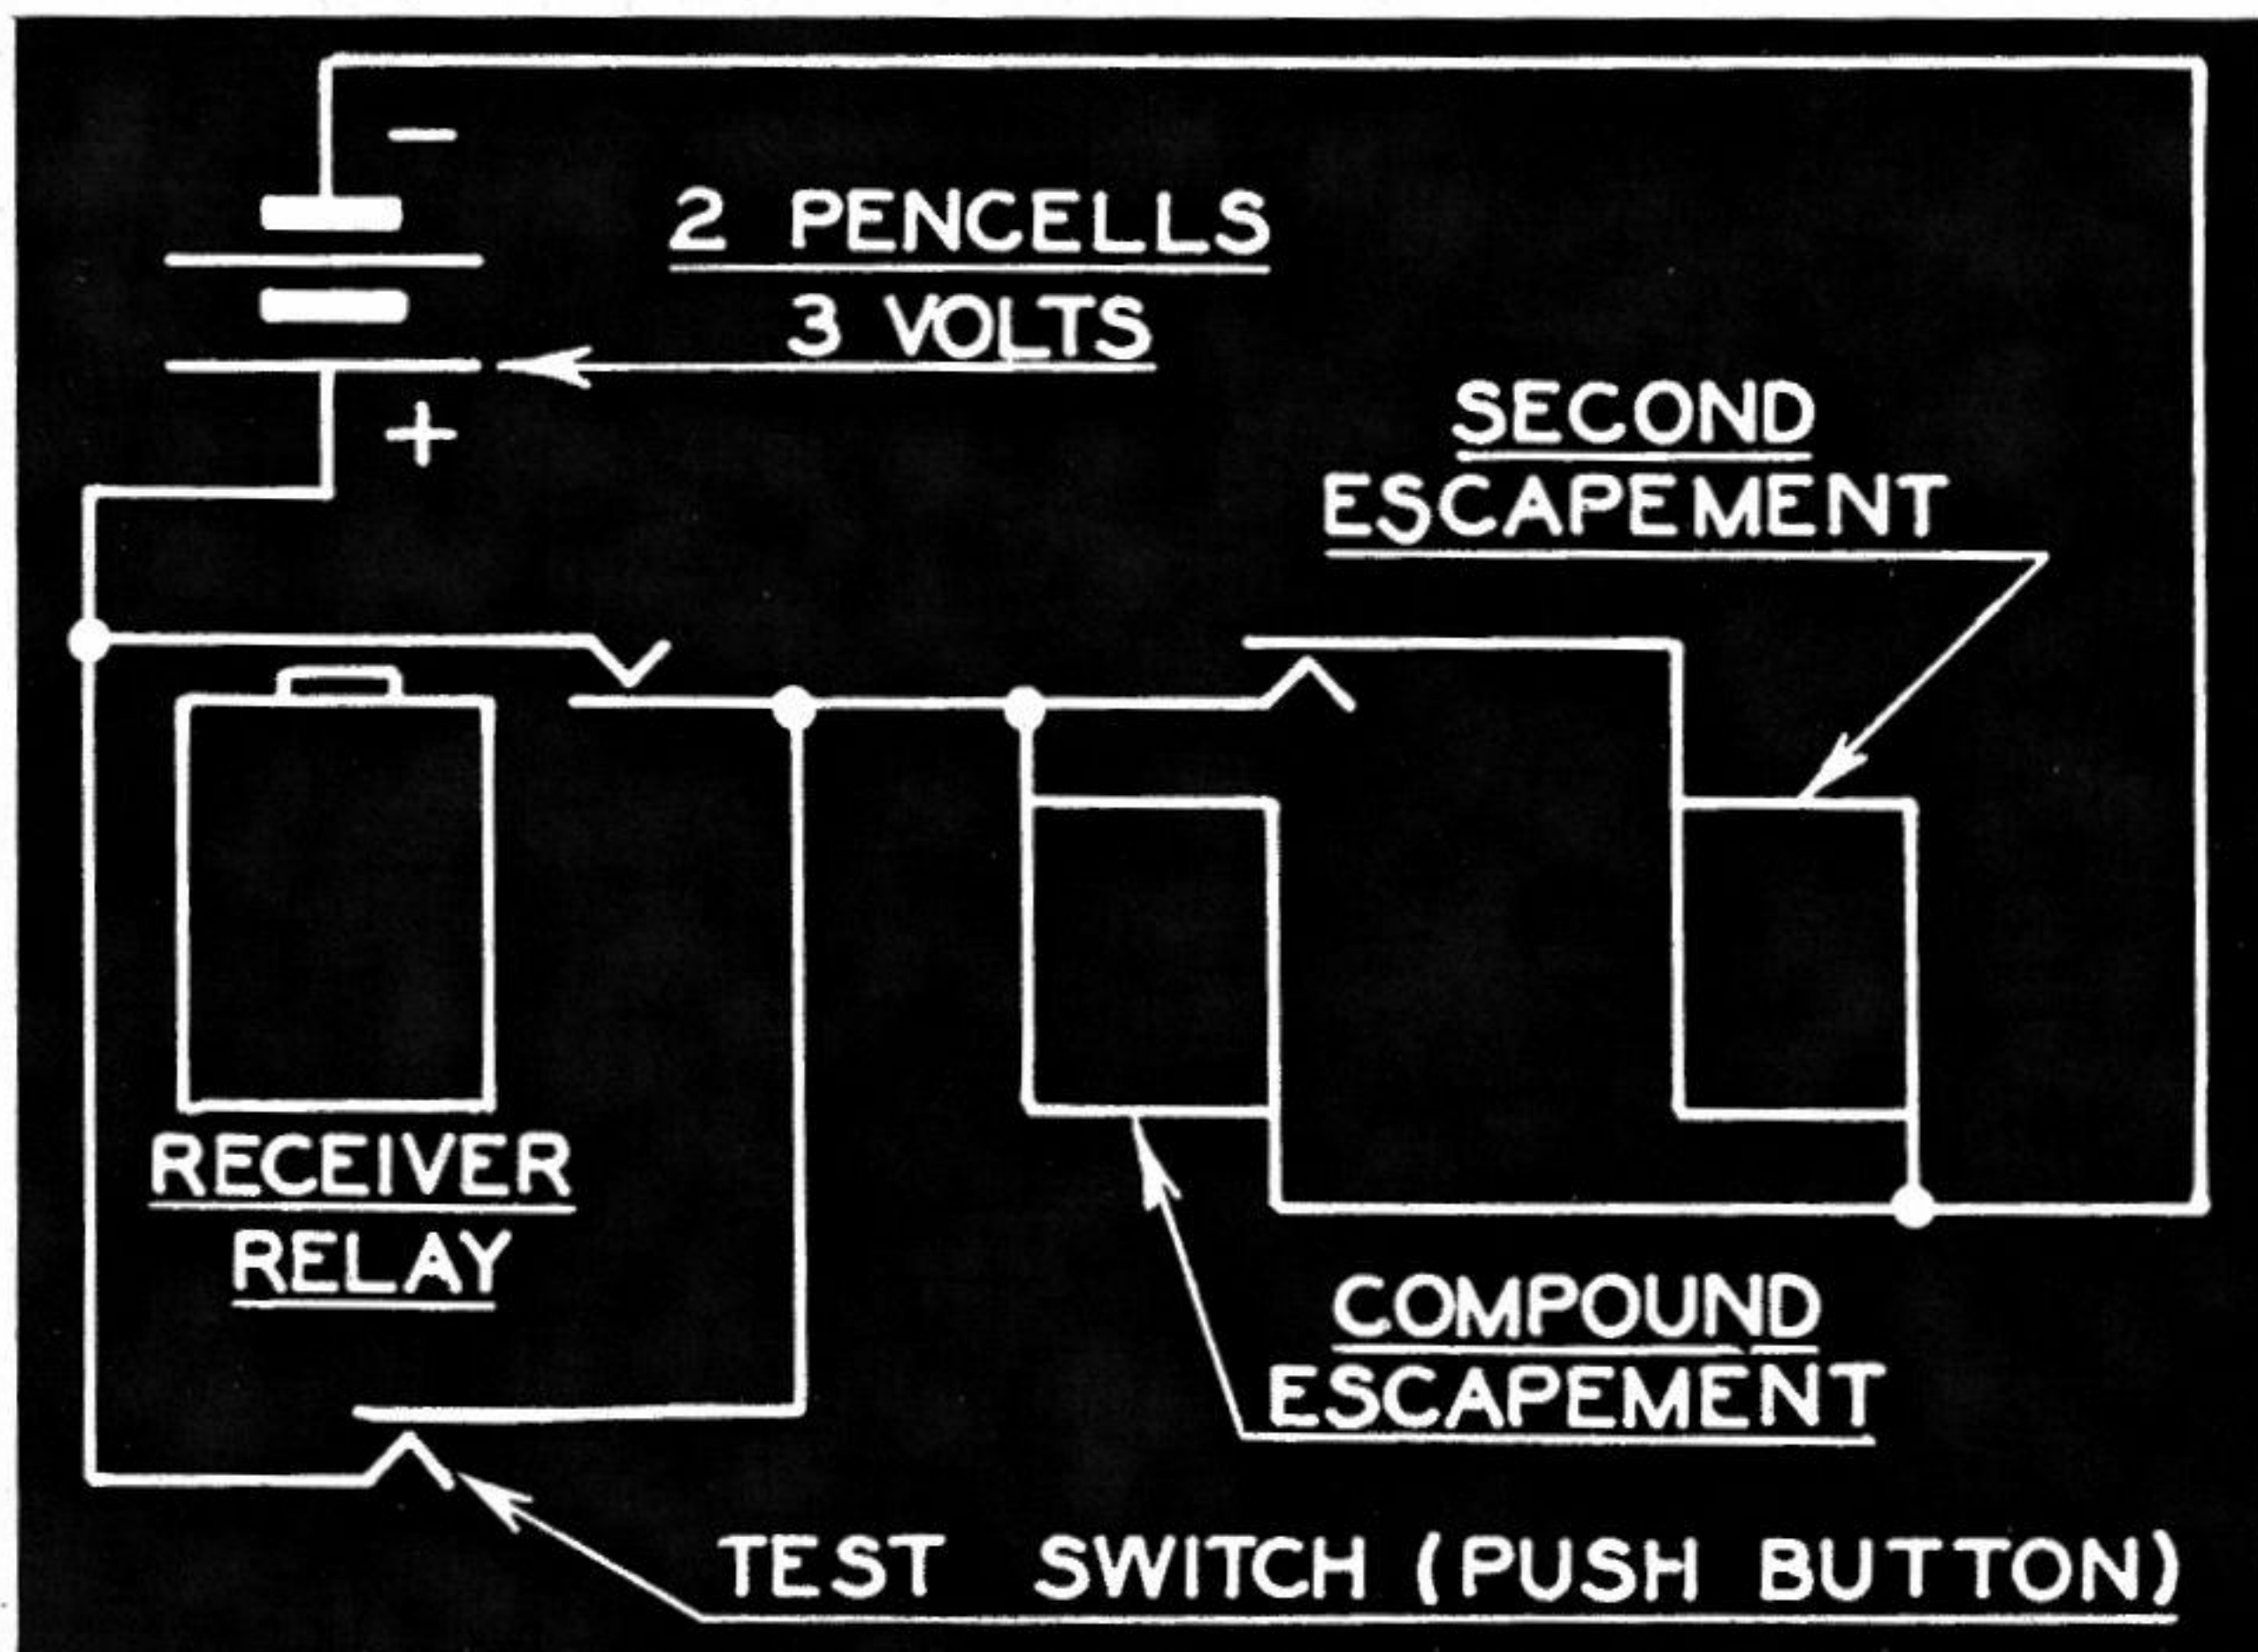 −
2 PENCELLS
3 VOLTS
+
SECOND
ESCAPEMENT
RECEIVER
RELAY
COMPOUND
ESCAPEMENT
TEST SWITCH (PUSH BUTTON)